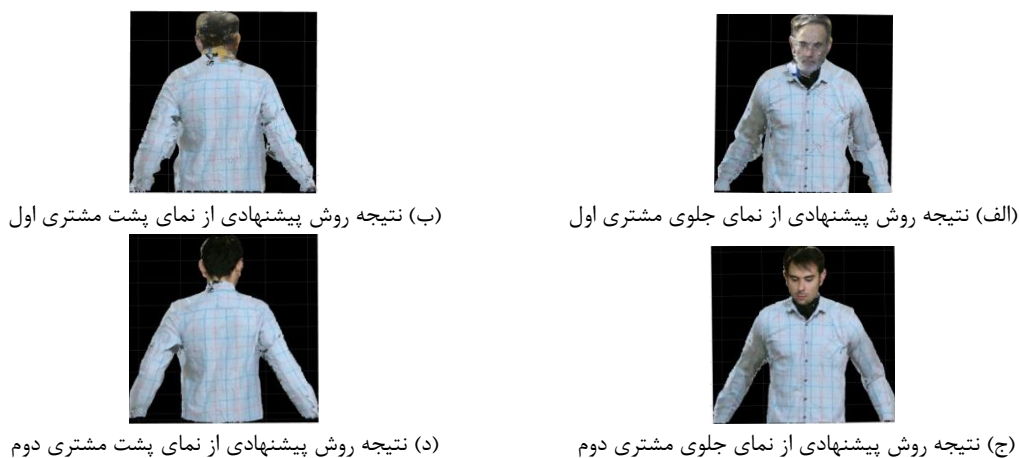 (الف) نتیجه روش پیشنهادی از نمای جلوی مشتری اول
(ب) نتیجه روش پیشنهادی از نمای پشت مشتری اول
(ج) نتیجه روش پیشنهادی از نمای جلوی مشتری دوم
(د) نتیجه روش پیشنهادی از نمای پشت مشتری دوم